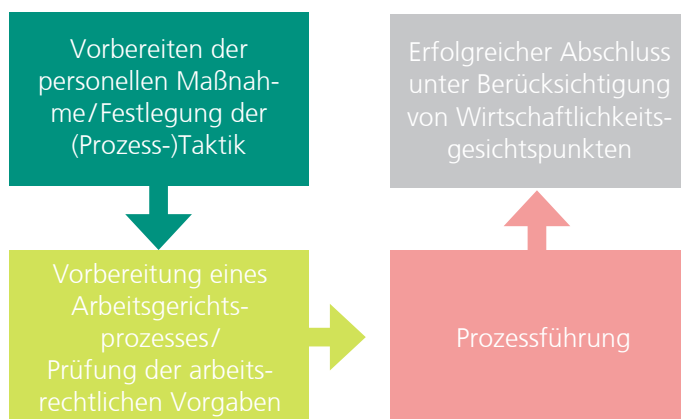 Vorbereiten der
personellen Maßnah-
me/Festlegung der
(Prozess-)Taktik
Vorbereitung eines
Arbeitsgerichts-
prozesses/
Prüfung der arbeits-
rechtlichen Vorgaben
Prozessführung
Erfolgreicher Abschluss
unter Berücksichtigung
von Wirtschaftlichkeits-
gesichtspunkten